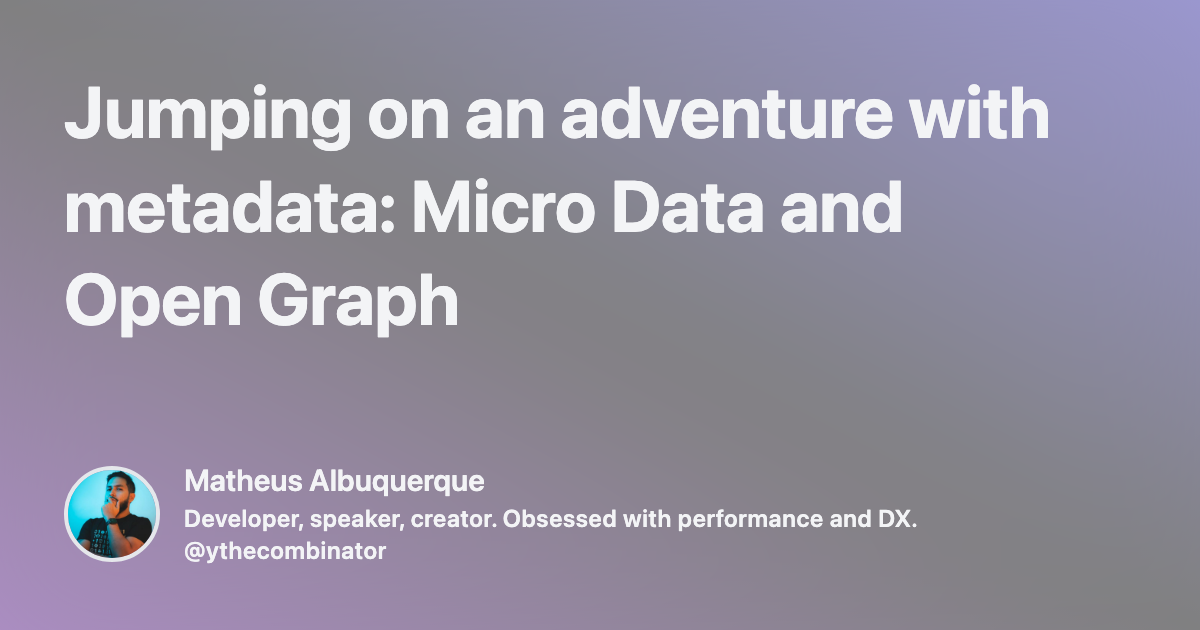 Jumping on an adventure with
metadata: Micro Data and
Open Graph
Matheus Albuquerque
Developer, speaker, creator. Obsessed with performance and DX.
@ythecombinator